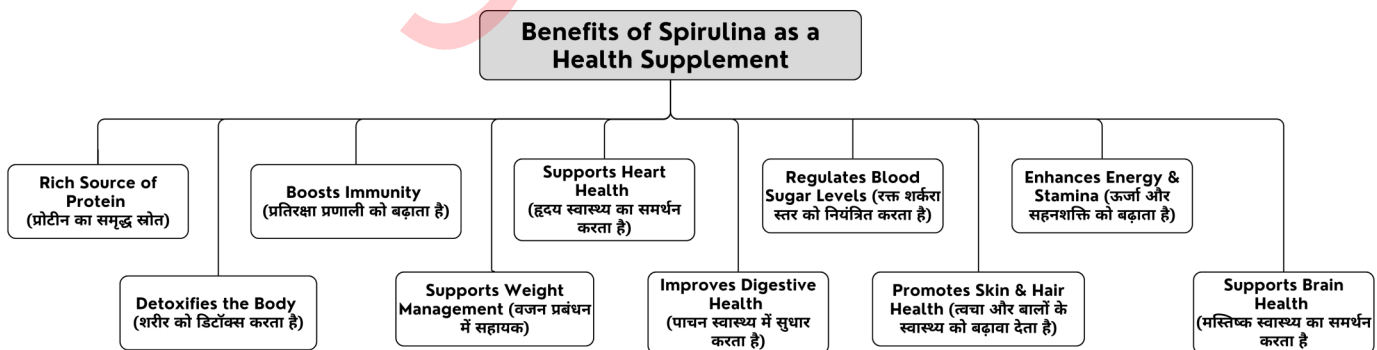 Benefits of Spirulina as a
Health Supplement
Rich Source of
Protein
(प्रोटीन का समृद्ध स्रोत)
Detoxifies the Body
(शरीर को डिटॉक्स करता है)
Boosts Immunity
(प्रतिरक्षा प्रणाली को बढ़ाता है)
Supports Weight
Management (वजन प्रबंधन
में सहायक)
Supports Heart
Health
(हृदय स्वास्थ्य का समर्थन
करता है)
Improves Digestive
Health
(पाचन स्वास्थ्य में सुधार
करता है)
Regulates Blood
Sugar Levels (रक्त शर्करा
स्तर को नियंत्रित करता है)
Promotes Skin & Hair
Health (त्वचा और बालों के
स्वास्थ्य को बढ़ावा देता है)
Enhances Energy &
Stamina (ऊर्जा और
सहनशक्ति को बढ़ाता है)
Supports Brain
Health
(मस्तिष्क स्वास्थ्य का समर्थन
करता है